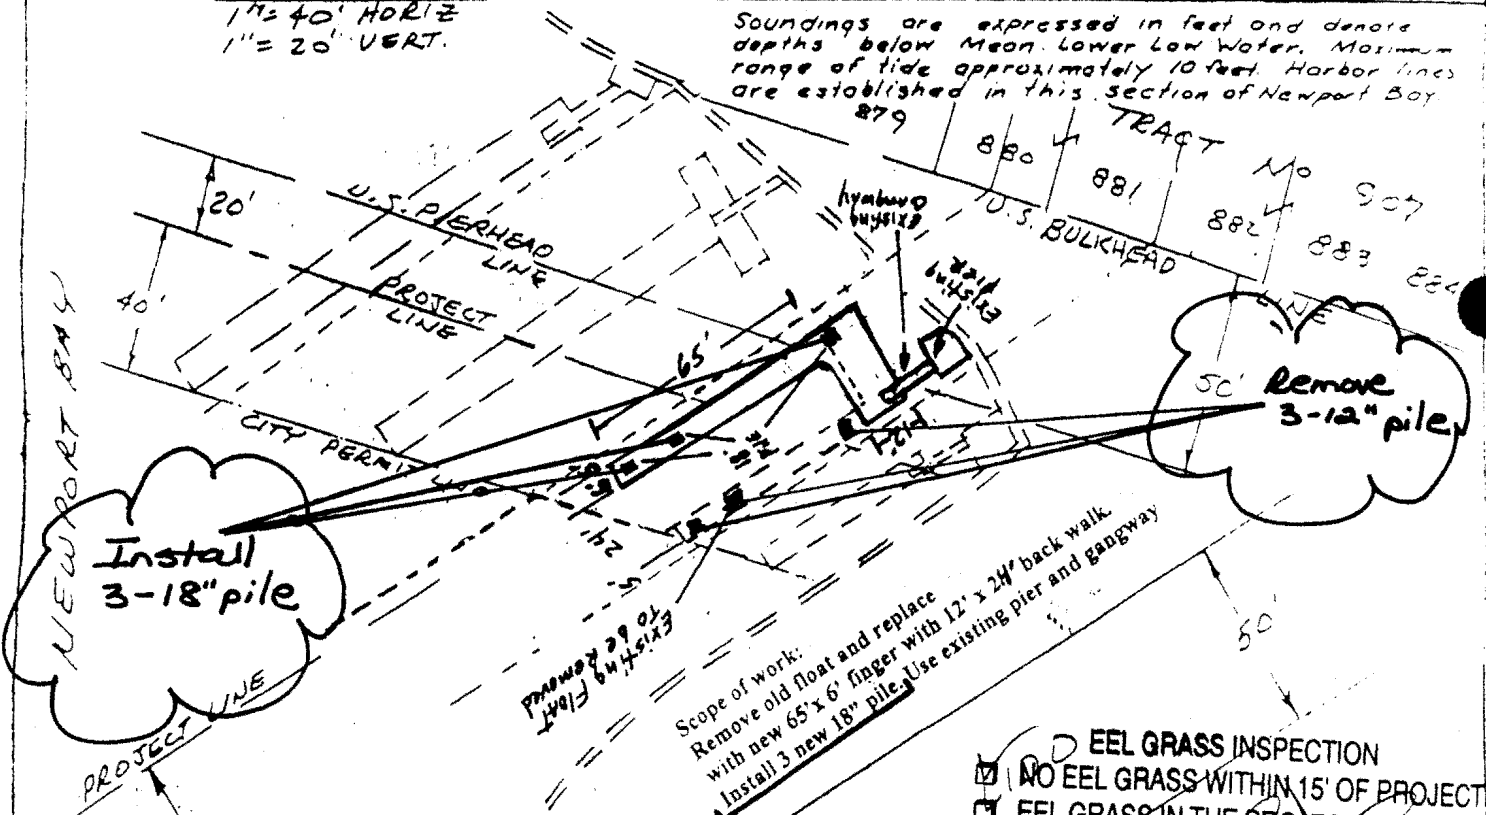 1"= 40' HORIZ
1"= 20' VERT.
Soundings are expressed in feet and denote
depths below Mean Lower Low Water. Maximum
range of tide approximately 10 feet. Harbor lines
are established in this section of Newport Bay.
879
880
881
882
883
884
TRACT No 907
U.S. BULKHEAD LINE
20'
U.S. PIERHEAD
LINE
PROJECT
LINE
40'
NEWPORT BAY
Existing
Gangway
Existing
Pier
65'
12'
50'
Remove
3-12" pile
CITY PERMIT
24'
Install
3-18" pile
Existing Float
To be Removed
PROJECT LINE
Scope of work:
Remove old float and replace
with new 65'x 6' finger with 12' x 24' back walk.
Install 3 new 18" pile. Use existing pier and gangway
50'
EEL GRASS INSPECTION
NO EEL GRASS WITHIN 15' OF PROJECT
EEL GRASS IN THE